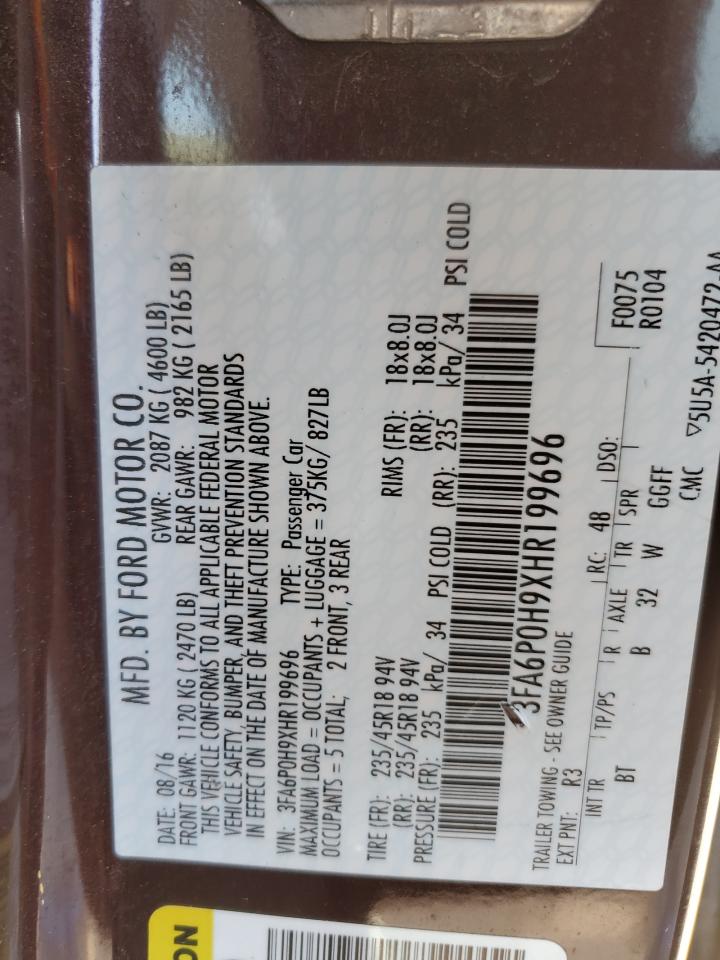 MFD. BY FORD MOTOR CO.
DATE: 08/16 GVWR: 2087 KG ( 4600 LB)
FRONT GAWR: 1120 KG ( 2470 LB) REAR GAWR: 982 KG ( 2165 LB)
THIS VEHICLE CONFORMS TO ALL APPLICABLE FEDERAL MOTOR
VEHICLE SAFETY, BUMPER, AND THEFT PREVENTION STANDARDS
IN EFFECT ON THE DATE OF MANUFACTURE SHOWN ABOVE.
VIN: 3FA6P0H9XHR199696 TYPE: Passenger Car
MAXIMUM LOAD = OCCUPANTS + LUGGAGE = 375KG/ 827LB
OCCUPANTS = 5 TOTAL; 2 FRONT, 3 REAR
TIRE (FR): 235/45R18 94V RIMS (FR): 18x8.0J
(RR): 235/45R18 94V (RR): 18x8.0J
PRESSURE (FR): 235 kPa/ 34 PSI COLD (RR): 235 kPa/ 34 PSI COLD
3FA6P0H9XHR199696
TRAILER TOWING - SEE OWNER GUIDE
EXT PNT: R3 RC: 48 DSO: F0075
R0104
INT TR TP/PS R AXLE TR SPR
BT B 32 W GGFF
CMC ▽5U5A-5420472-AA
ON